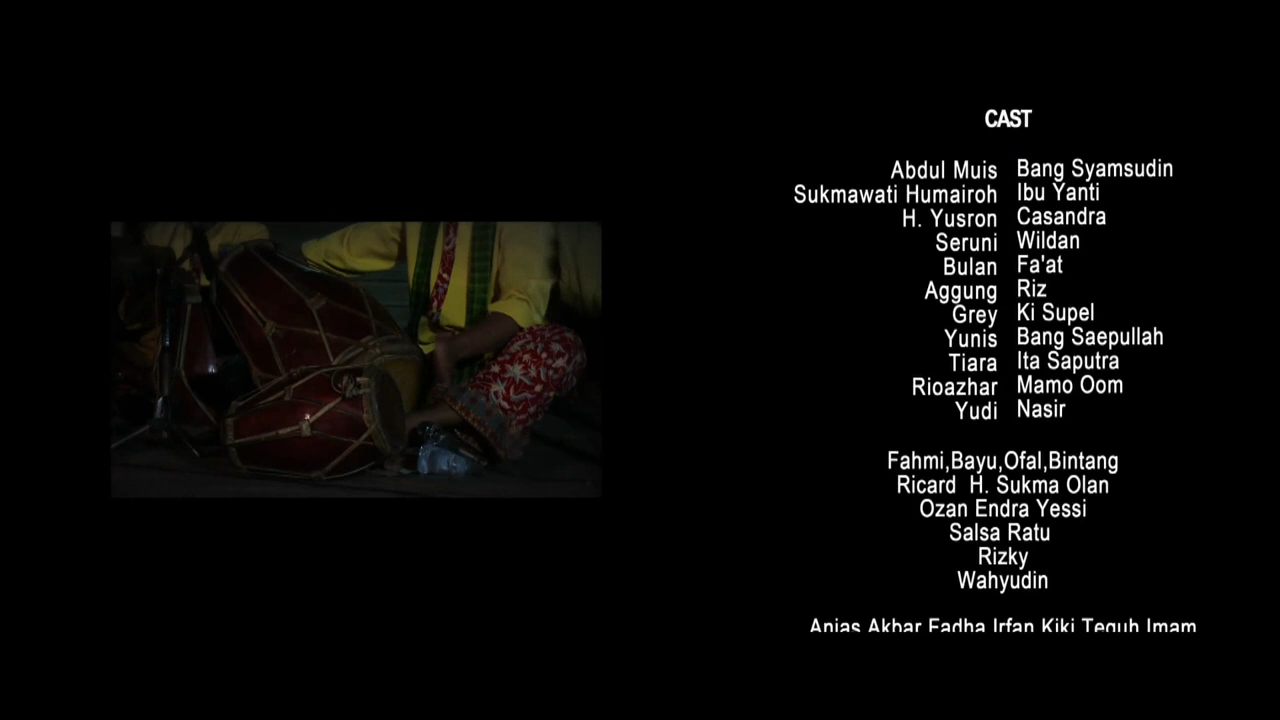 CAST
Abdul Muis Bang Syamsudin
Sukmawati Humairoh Ibu Yanti
H. Yusron Casandra
Seruni Wildan
Bulan Fa'at
Aggung Riz
Grey Ki Supel
Yunis Bang Saepullah
Tiara Ita Saputra
Rioazhar Mamo Oom
Yudi Nasir
Fahmi,Bayu,Ofal,Bintang
Ricard H. Sukma Olan
Ozan Endra Yessi
Salsa Ratu
Rizky
Wahyudin
Akbar Fadha Irfan Kiki Teguh Imam